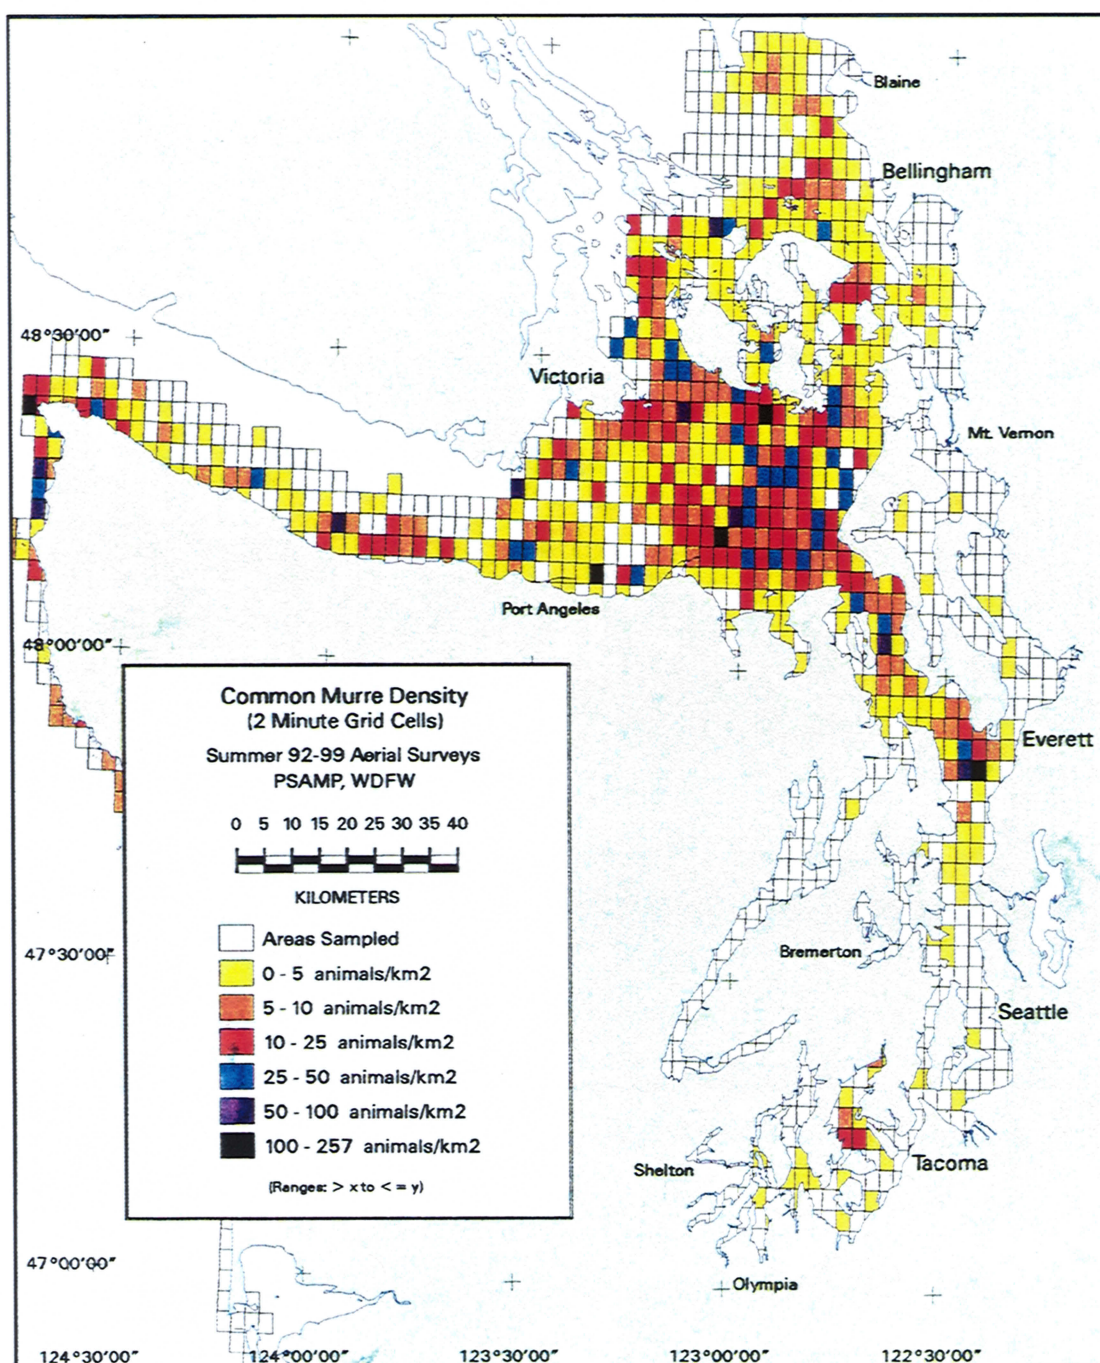 Blaine
Bellingham
48°30'00"
Victoria
Mt. Vernon
Port Angeles
48°00'00"
Common Murre Density
(2 Minute Grid Cells)
Summer 92-99 Aerial Surveys
PSAMP, WDFW
0 5 10 15 20 25 30 35 40
KILOMETERS
Areas Sampled
0 - 5 animals/km2
5 - 10 animals/km2
10 - 25 animals/km2
25 - 50 animals/km2
50 - 100 animals/km2
100 - 257 animals/km2
(Ranges: > x to < = y)
Everett
47°30'00"
Bremerton
Seattle
Shelton
Tacoma
47°00'00"
Olympia
124°30'00" 124°00'00" 123°30'00" 123°00'00" 122°30'00"